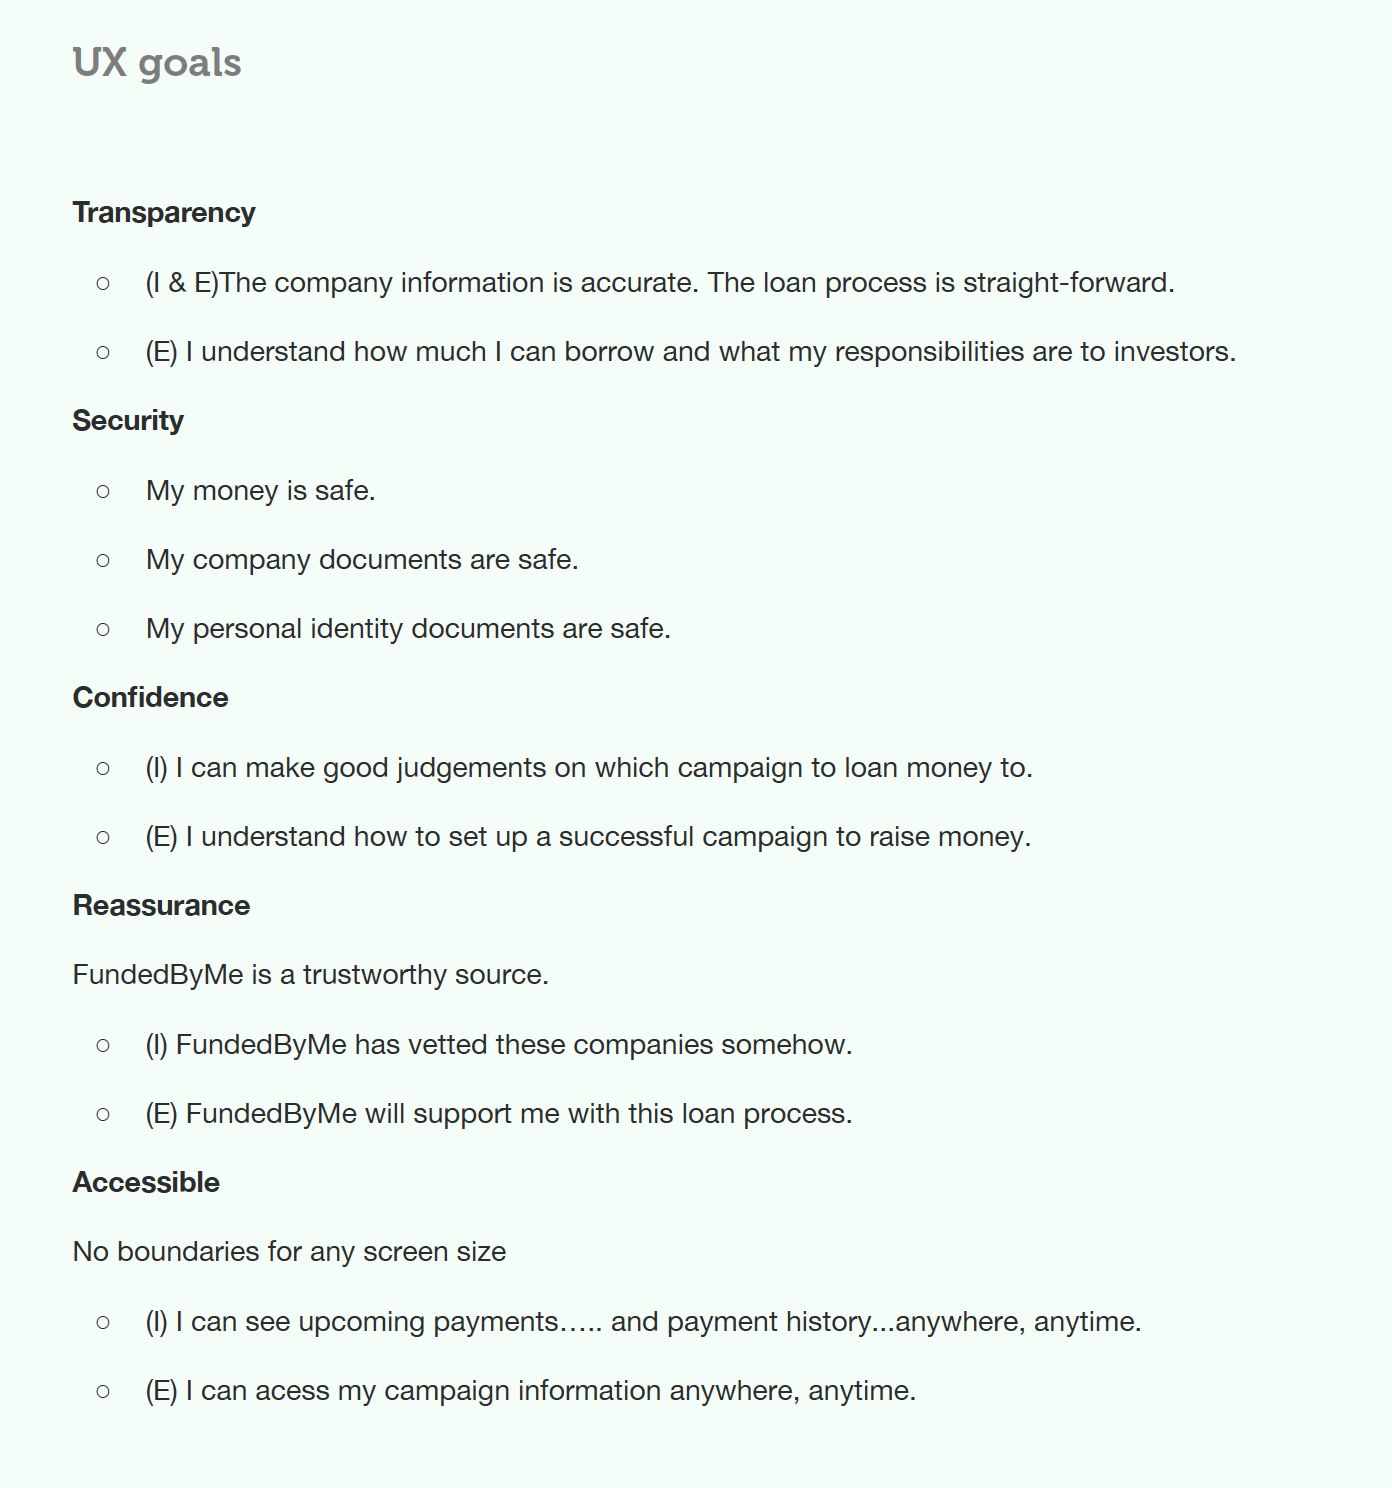 UX goals
Transparency
○ (I & E)The company information is accurate. The loan process is straight-forward.
○ (E) I understand how much I can borrow and what my responsibilities are to investors.
Security
○ My money is safe.
○ My company documents are safe.
○ My personal identity documents are safe.
Confidence
○ (I) I can make good judgements on which campaign to loan money to.
○ (E) I understand how to set up a successful campaign to raise money.
Reassurance
FundedByMe is a trustworthy source.
○ (I) FundedByMe has vetted these companies somehow.
○ (E) FundedByMe will support me with this loan process.
Accessible
No boundaries for any screen size
○ (I) I can see upcoming payments….. and payment history...anywhere, anytime.
○ (E) I can acess my campaign information anywhere, anytime.